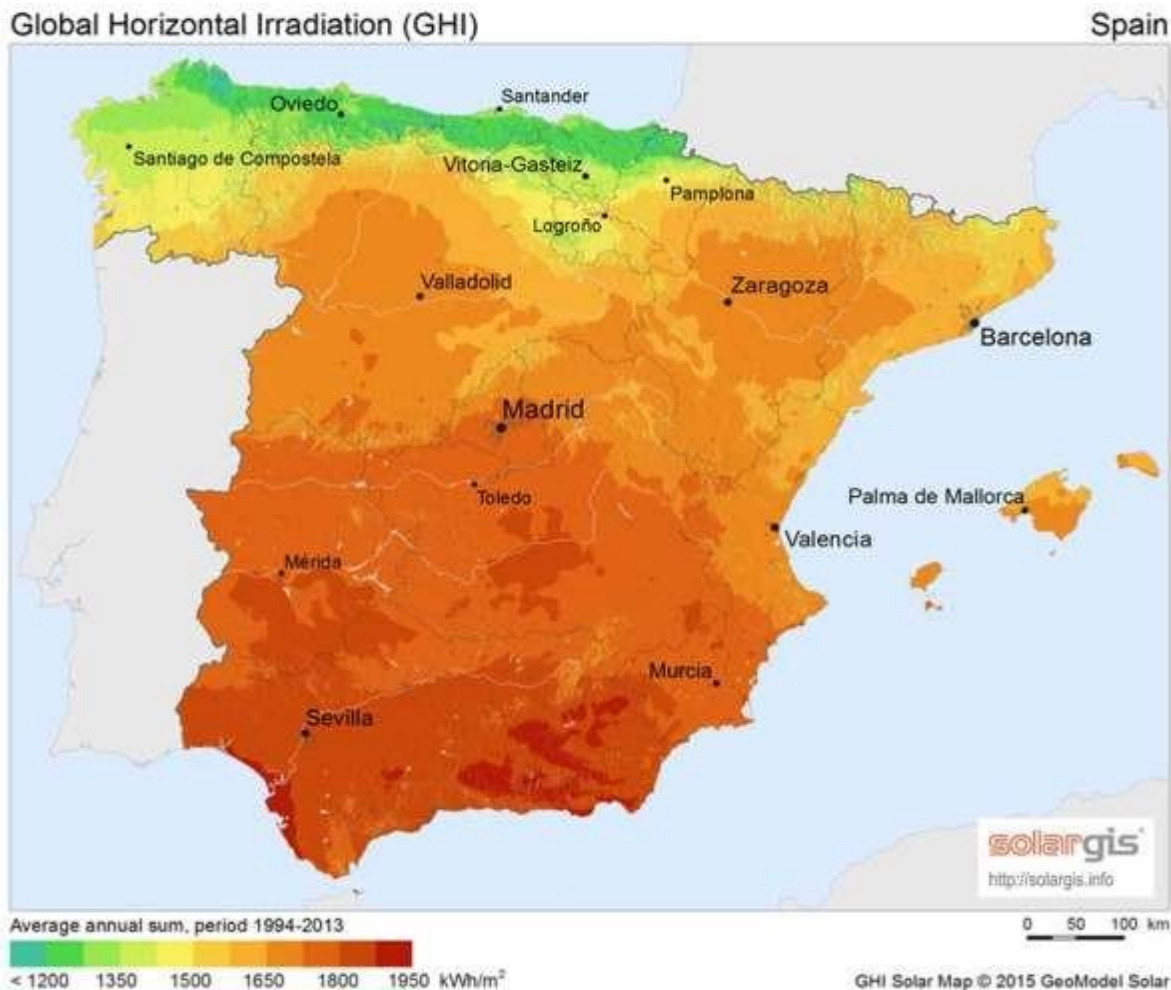 Global Horizontal Irradiation (GHI)
Spain
Santander
Oviedo
Santiago de Compostela
Vitoria-Gasteiz
Pamplona
Logroño
Valladolid
Zaragoza
Barcelona
Madrid
Toledo
Palma de Mallorca
Valencia
Mérida
Murcia
Sevilla
solargis
http://solargis.info
Average annual sum, period 1994-2013
0 50 100 km
< 1200 1350 1500 1650 1800 1950 kWh/m²
GHI Solar Map © 2015 GeoModel Solar